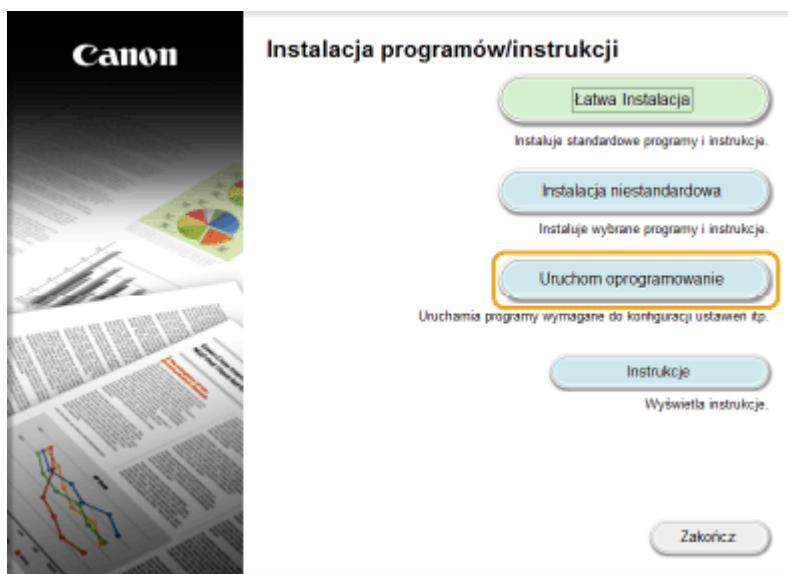 Canon
Instalacja programów/instrukcji
Łatwa Instalacja
Instaluje standardowe programy i instrukcje.
Instalacja niestandardowa
Instaluje wybrane programy i instrukcje.
Uruchom oprogramowanie
Uruchamia programy wymagane do konfiguracji ustawień itp.
Instrukcje
Wyświetla instrukcje.
Zakończ